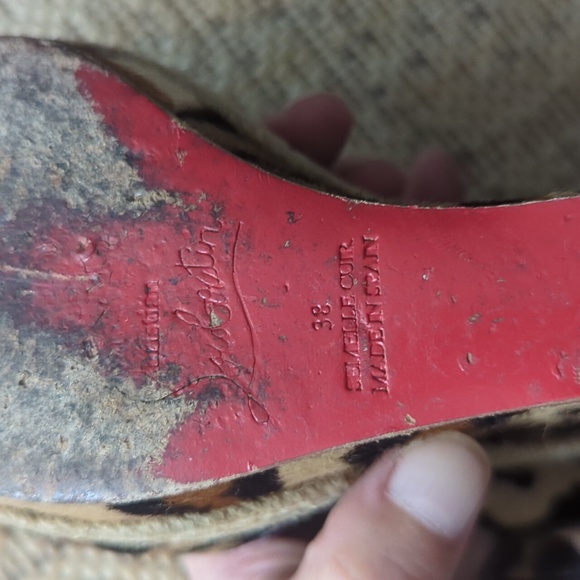 Christian
Louboutin
38
SEMELLE CUIR
MADE IN SPAIN